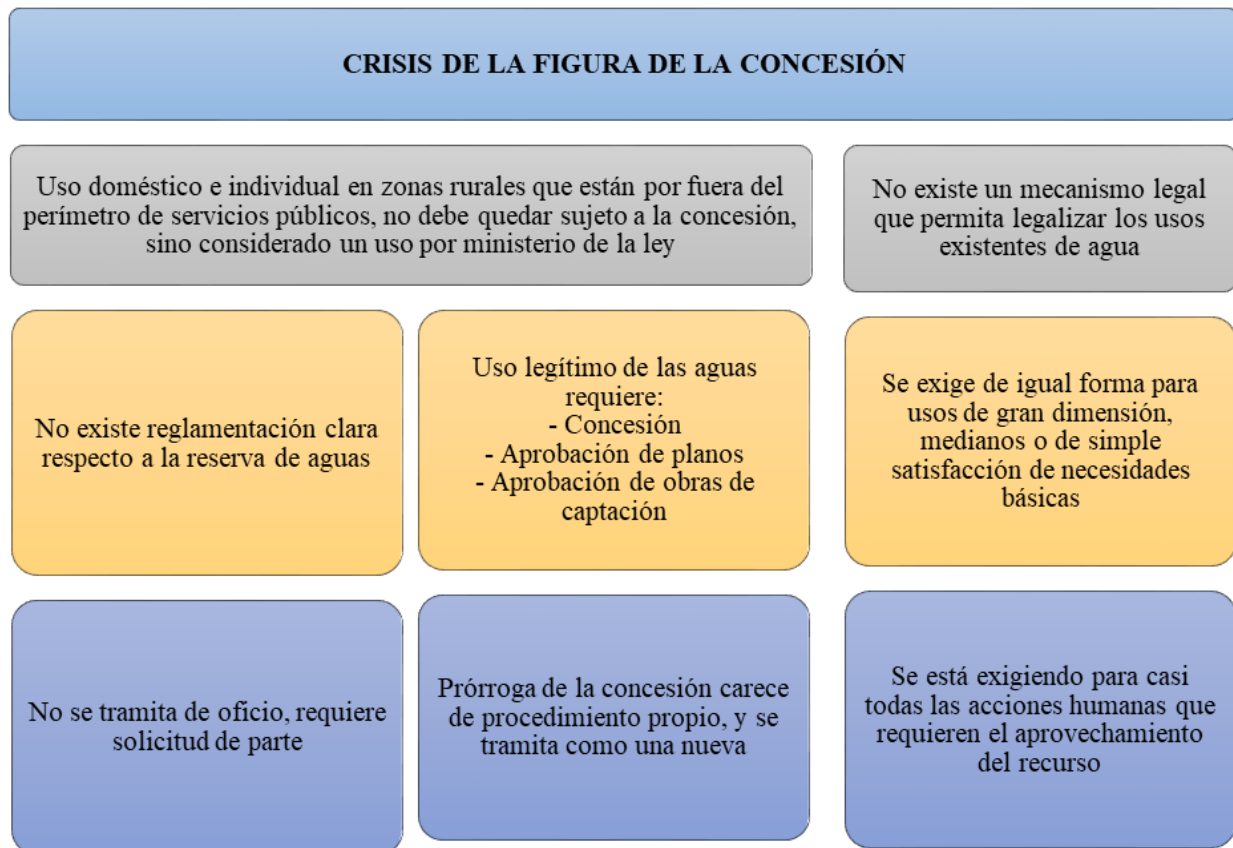 CRISIS DE LA FIGURA DE LA CONCESIÓN
Uso doméstico e individual en zonas rurales que están por fuera del
perímetro de servicios públicos, no debe quedar sujeto a la concesión,
sino considerado un uso por ministerio de la ley
No existe un mecanismo legal
que permita legalizar los usos
existentes de agua
No existe reglamentación clara
respecto a la reserva de aguas
Uso legítimo de las aguas
requiere:
- Concesión
- Aprobación de planos
- Aprobación de obras de
captación
Se exige de igual forma para
usos de gran dimensión,
medianos o de simple
satisfacción de necesidades
básicas
No se tramita de oficio, requiere
solicitud de parte
Prórroga de la concesión carece
de procedimiento propio, y se
tramita como una nueva
Se está exigiendo para casi
todas las acciones humanas que
requieren el aprovechamiento
del recurso